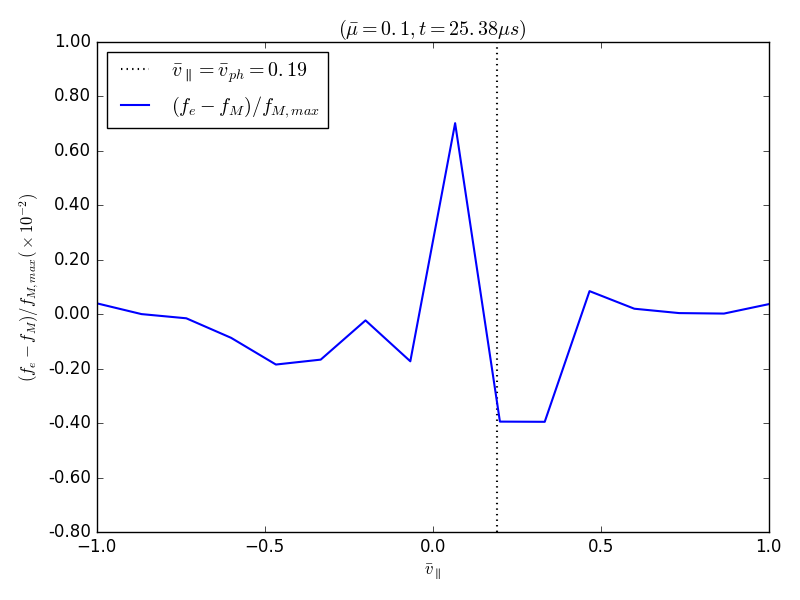 (μ̄ = 0.1, t = 25.38μs)
1.00
0.80
0.60
0.40
0.20
0.00
-0.20
-0.40
-0.60
-0.80
v̄∥ = v̄ph = 0.19
(fe − fM)/fM,max
(fe − fM)/fM,max(×10⁻²)
−1.0 −0.5 0.0 0.5 1.0
v̄∥